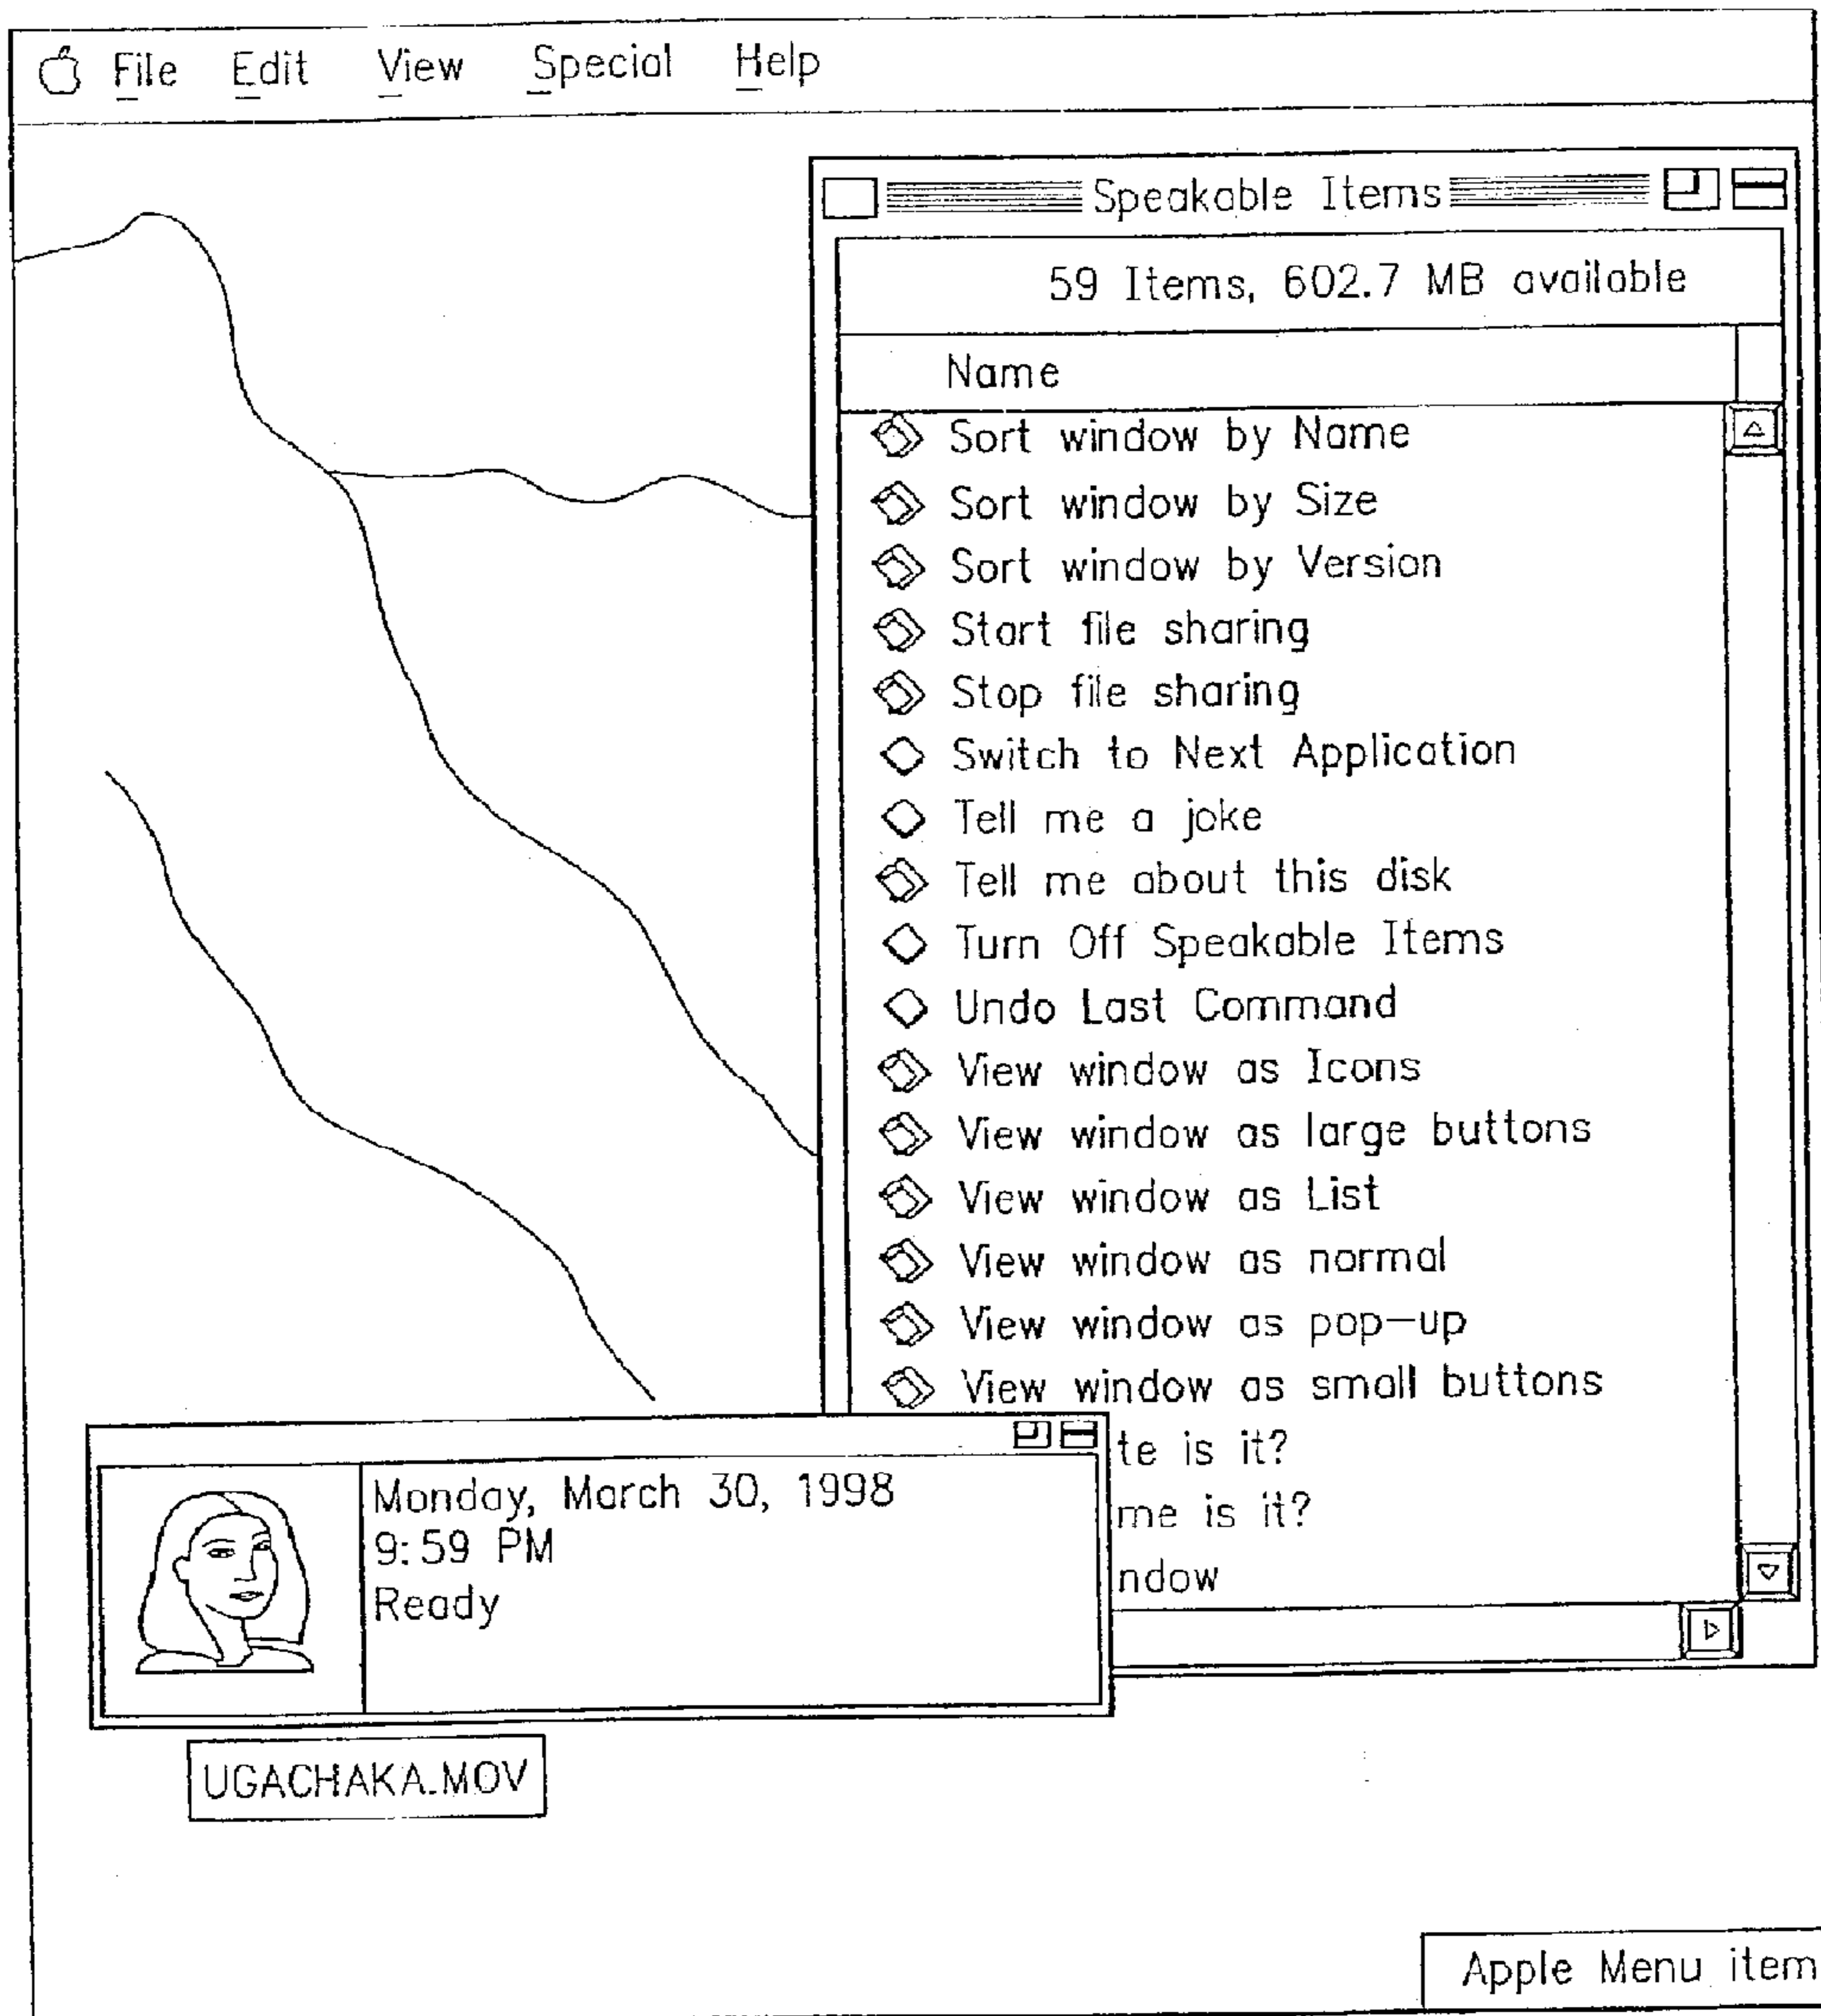 File Edit View Special Help
Speakable Items
59 Items, 602.7 MB available
Name
Sort window by Name
Sort window by Size
Sort window by Version
Start file sharing
Stop file sharing
Switch to Next Application
Tell me a joke
Tell me about this disk
Turn Off Speakable Items
Undo Last Command
View window as Icons
View window as large buttons
View window as List
View window as normal
View window as pop-up
View window as small buttons
te is it?
me is it?
ndow
Monday, March 30, 1998
9:59 PM
Ready
UGACHAKA.MOV
Apple Menu item